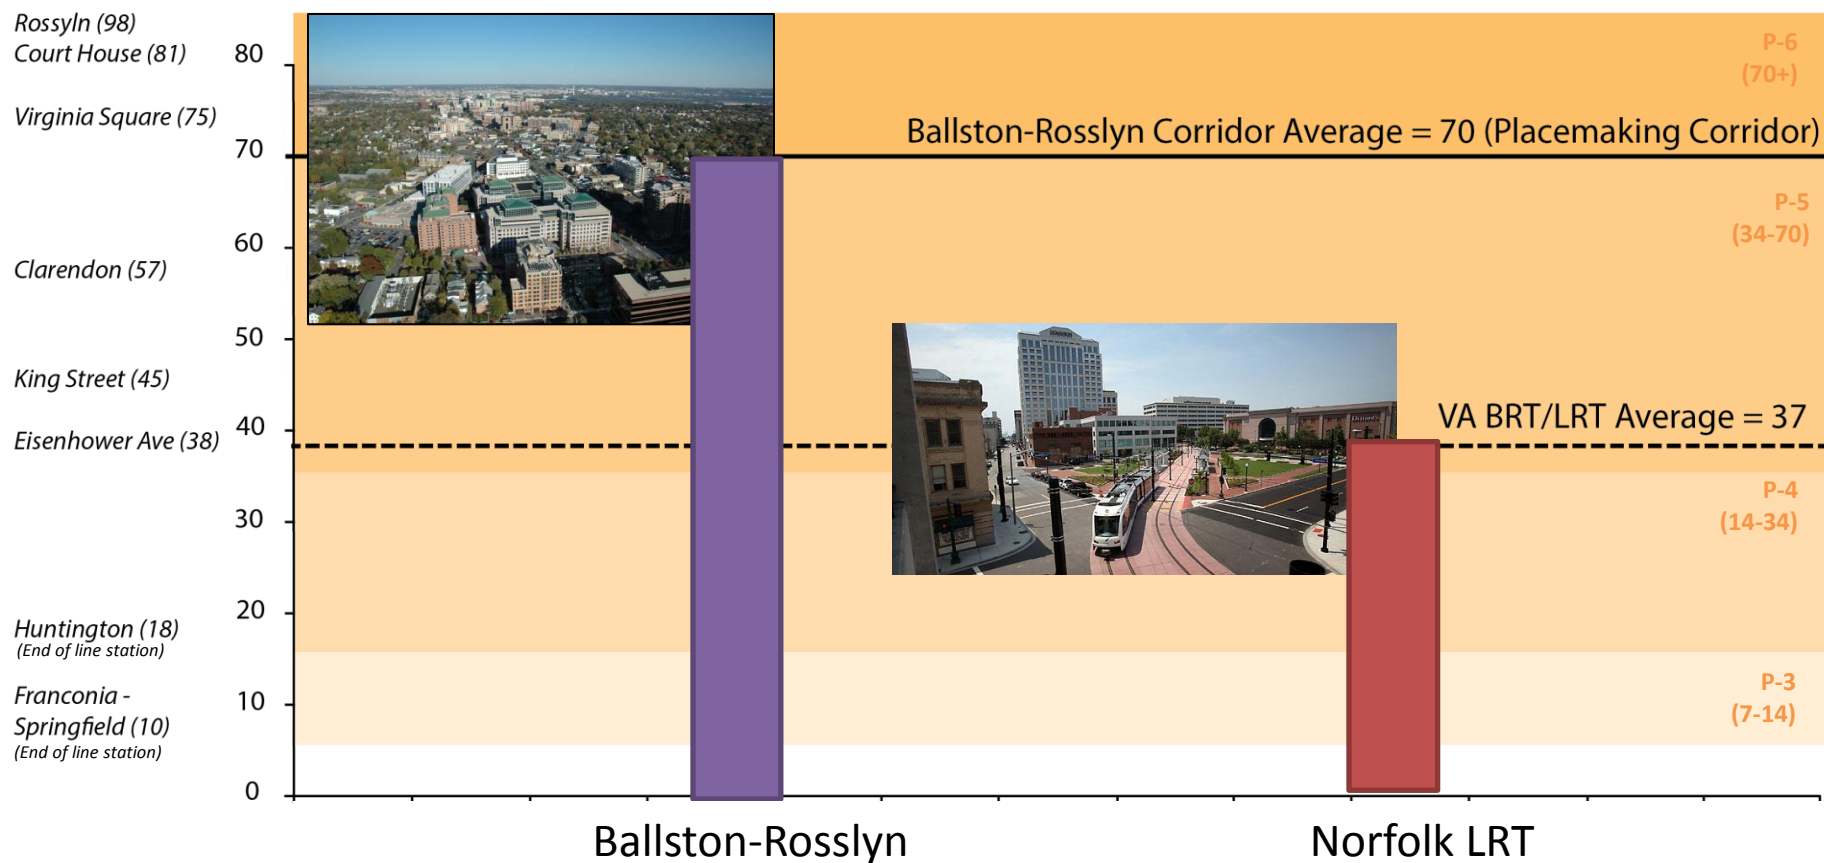 Rossyln (98)
Court House (81)
Virginia Square (75)
Clarendon (57)
King Street (45)
Eisenhower Ave (38)
Huntington (18)
(End of line station)
Franconia -
Springfield (10)
(End of line station)
80
70
60
50
40
30
20
10
0
P-6
(70+)
Ballston-Rosslyn Corridor Average = 70 (Placemaking Corridor)
P-5
(34-70)
VA BRT/LRT Average = 37
P-4
(14-34)
P-3
(7-14)
Ballston-Rosslyn
Norfolk LRT